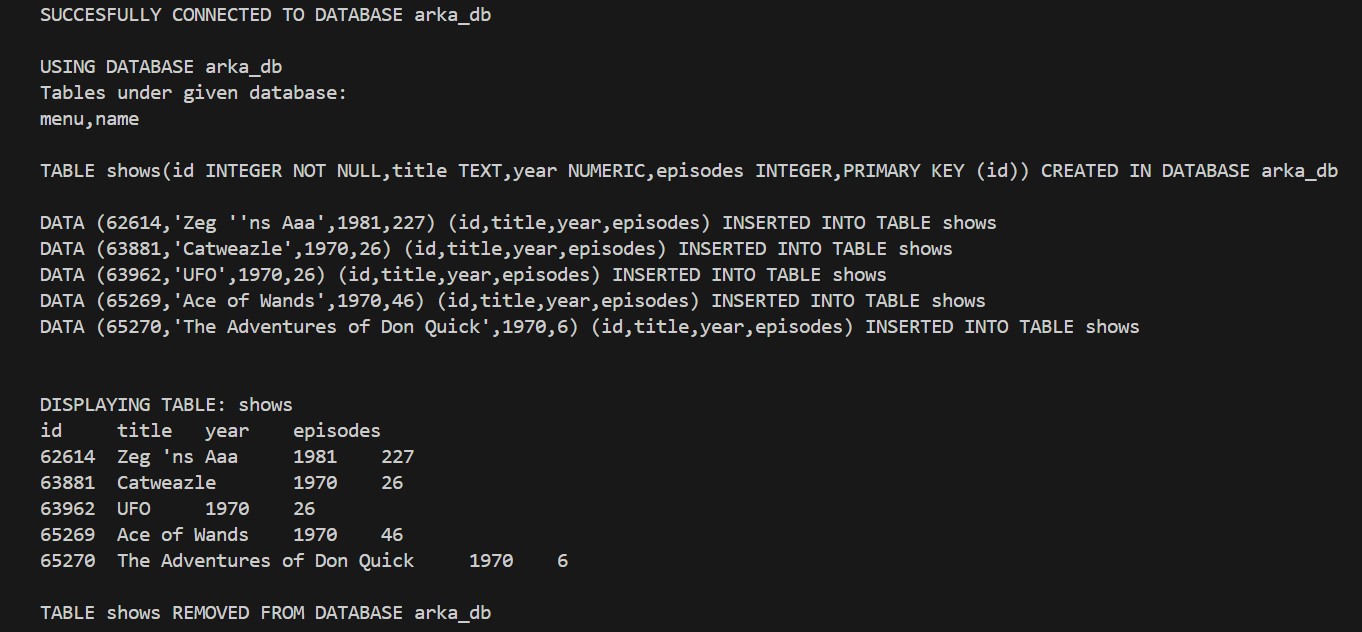 SUCCESFULLY CONNECTED TO DATABASE arka_db
USING DATABASE arka_db
Tables under given database:
menu,name
TABLE shows(id INTEGER NOT NULL,title TEXT,year NUMERIC,episodes INTEGER,PRIMARY KEY (id)) CREATED IN DATABASE arka_db
DATA (62614,'Zeg ''ns Aaa',1981,227) (id,title,year,episodes) INSERTED INTO TABLE shows
DATA (63881,'Catweazle',1970,26) (id,title,year,episodes) INSERTED INTO TABLE shows
DATA (63962,'UFO',1970,26) (id,title,year,episodes) INSERTED INTO TABLE shows
DATA (65269,'Ace of Wands',1970,46) (id,title,year,episodes) INSERTED INTO TABLE shows
DATA (65270,'The Adventures of Don Quick',1970,6) (id,title,year,episodes) INSERTED INTO TABLE shows
DISPLAYING TABLE: shows
id title year episodes
62614 Zeg 'ns Aaa 1981 227
63881 Catweazle 1970 26
63962 UFO 1970 26
65269 Ace of Wands 1970 46
65270 The Adventures of Don Quick 1970 6
TABLE shows REMOVED FROM DATABASE arka_db